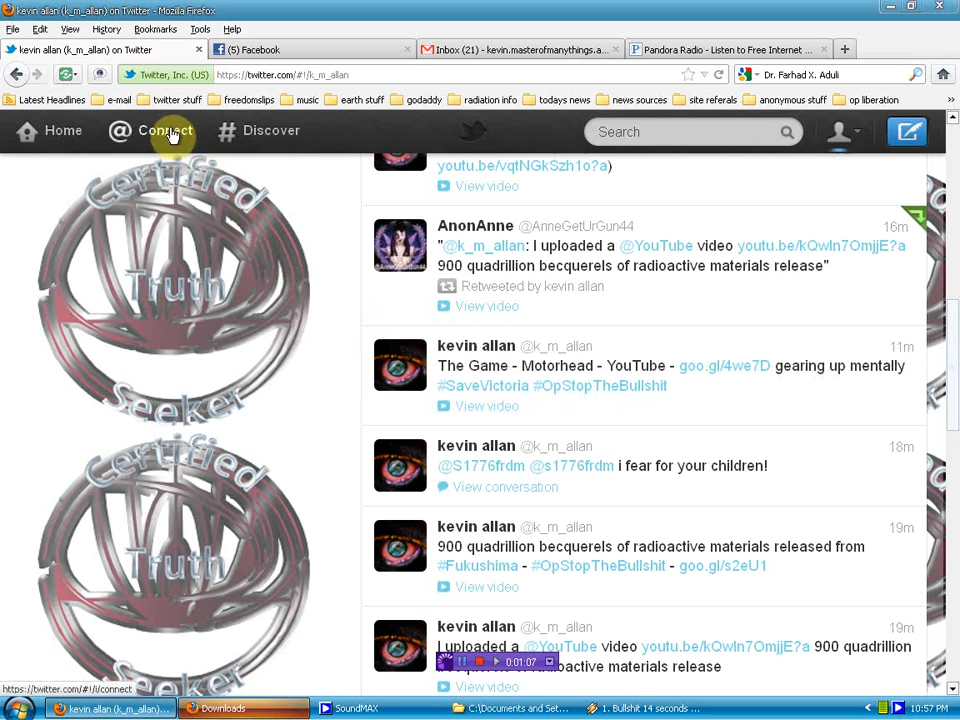 kevin allan (k_m_allan) on Twitter - Mozilla Firefox
File Edit View History Bookmarks Tools Help
kevin allan (k_m_allan) on Twitter
(5) Facebook
Inbox (21) - kevin.masterofmanythings.a...
Pandora Radio - Listen to Free Internet ...
Twitter, Inc. (US)
https://twitter.com/#!/k_m_allan
Dr. Farhad X. Aduli
Latest Headlines e-mail twitter stuff freedomslips music earth stuff godaddy radiation info todays news news sources site referals anonymous stuff op liberation
Home @ Connect # Discover
Search
Certified
Truth
Seeker
Certified
Truth
youtu.be/vqtNGkSzh1o?a)
View video
AnonAnne @AnneGetUrGun44 16m
"@k_m_allan: I uploaded a @YouTube video youtu.be/kQwIn7OmjjE?a
900 quadrillion becquerels of radioactive materials release"
Retweeted by kevin allan
View video
kevin allan @k_m_allan 11m
The Game - Motorhead - YouTube - goo.gl/4we7D gearing up mentally
#SaveVictoria #OpStopTheBullshit
View video
kevin allan @k_m_allan 18m
@S1776frdm @s1776frdm i fear for your children!
View conversation
kevin allan @k_m_allan 19m
900 quadrillion becquerels of radioactive materials released from
#Fukushima - #OpStopTheBullshit - goo.gl/s2eU1
View video
kevin allan @k_m_allan 19m
I uploaded a @YouTube video youtu.be/kQwIn7OmjjE?a 900 quadrillion
radioactive materials release
0:01:07
View video
https://twitter.com/#!/i/connect
kevin allan (k_m_allan)...
Downloads
SoundMAX
C:\Documents and Set...
1. Bullshit 14 seconds ...
10:57 PM